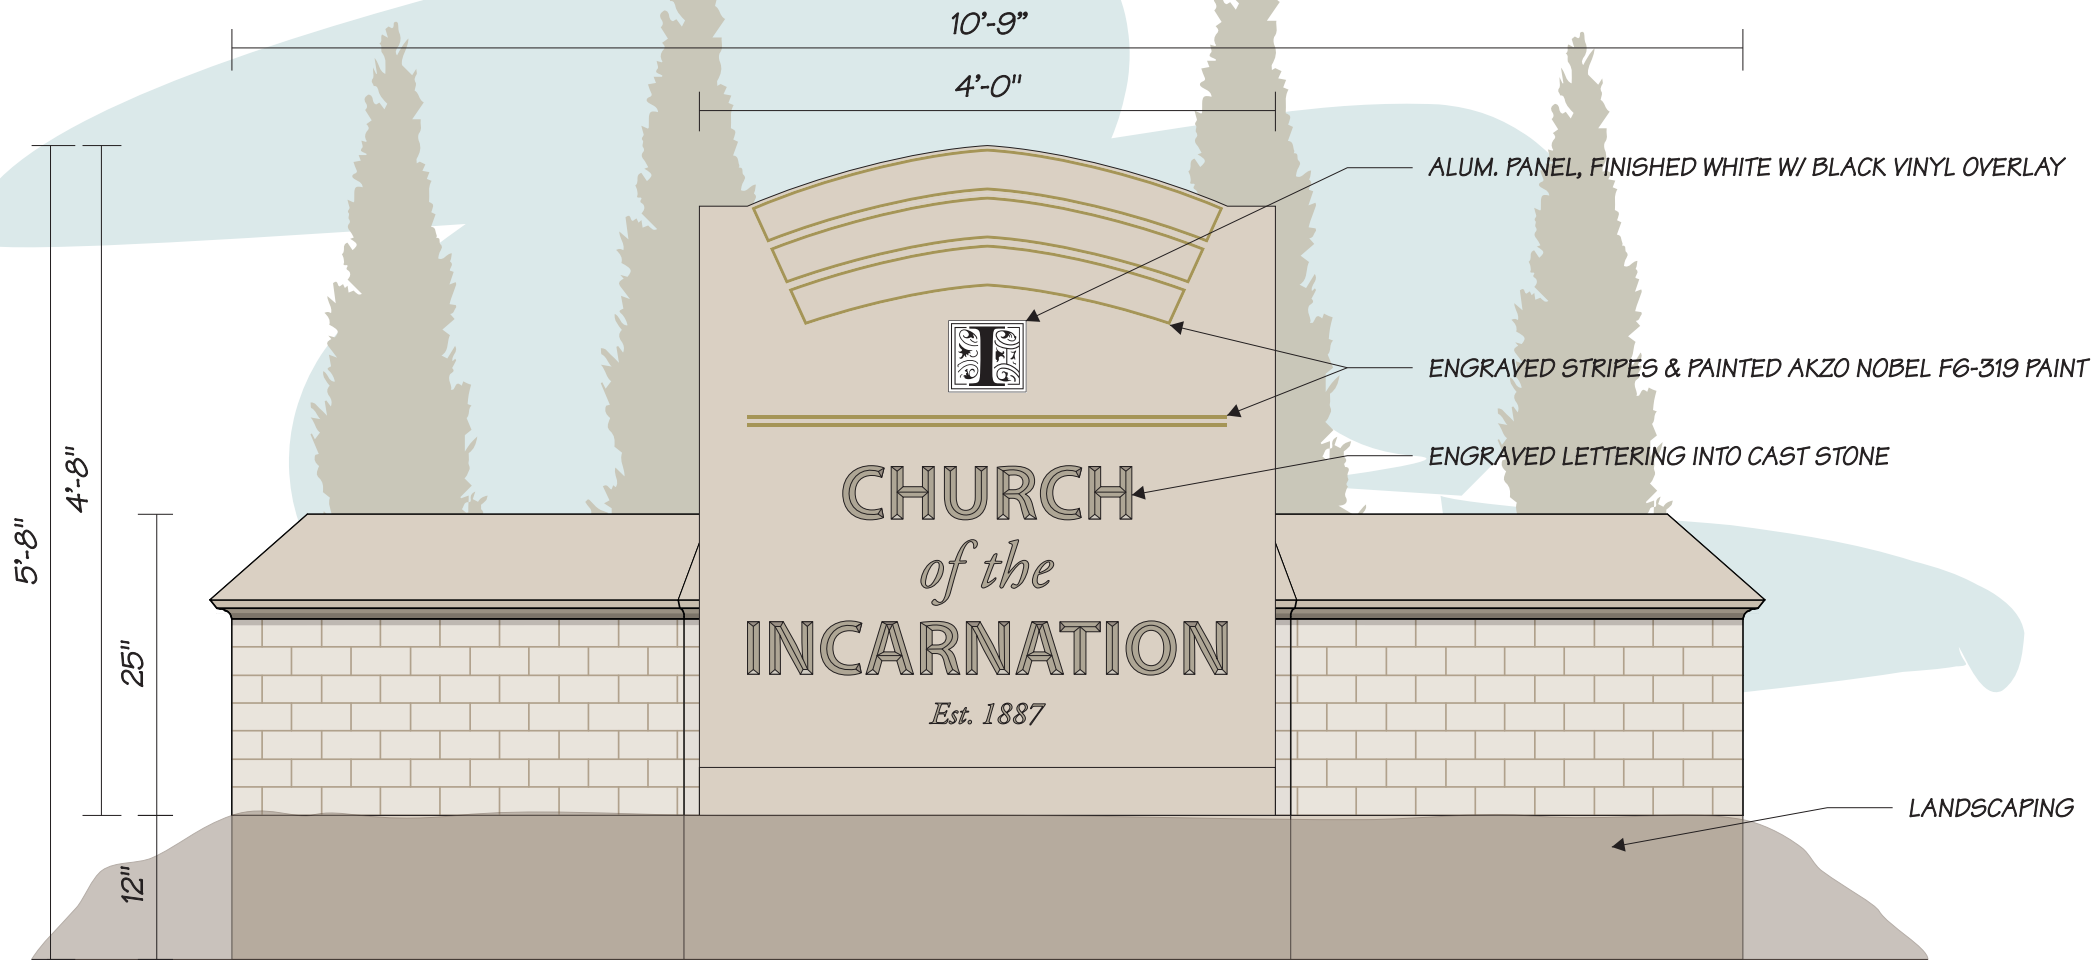 10’-9”
4’-0"
ALUM. PANEL, FINISHED WHITE W/ BLACK VINYL OVERLAY
I
ENGRAVED STRIPES & PAINTED AKZO NOBEL F6-319 PAINT
ENGRAVED LETTERING INTO CAST STONE
CHURCH
of the
INCARNATION
Est. 1887
5’-8"
4’-8"
25"
12"
LANDSCAPING